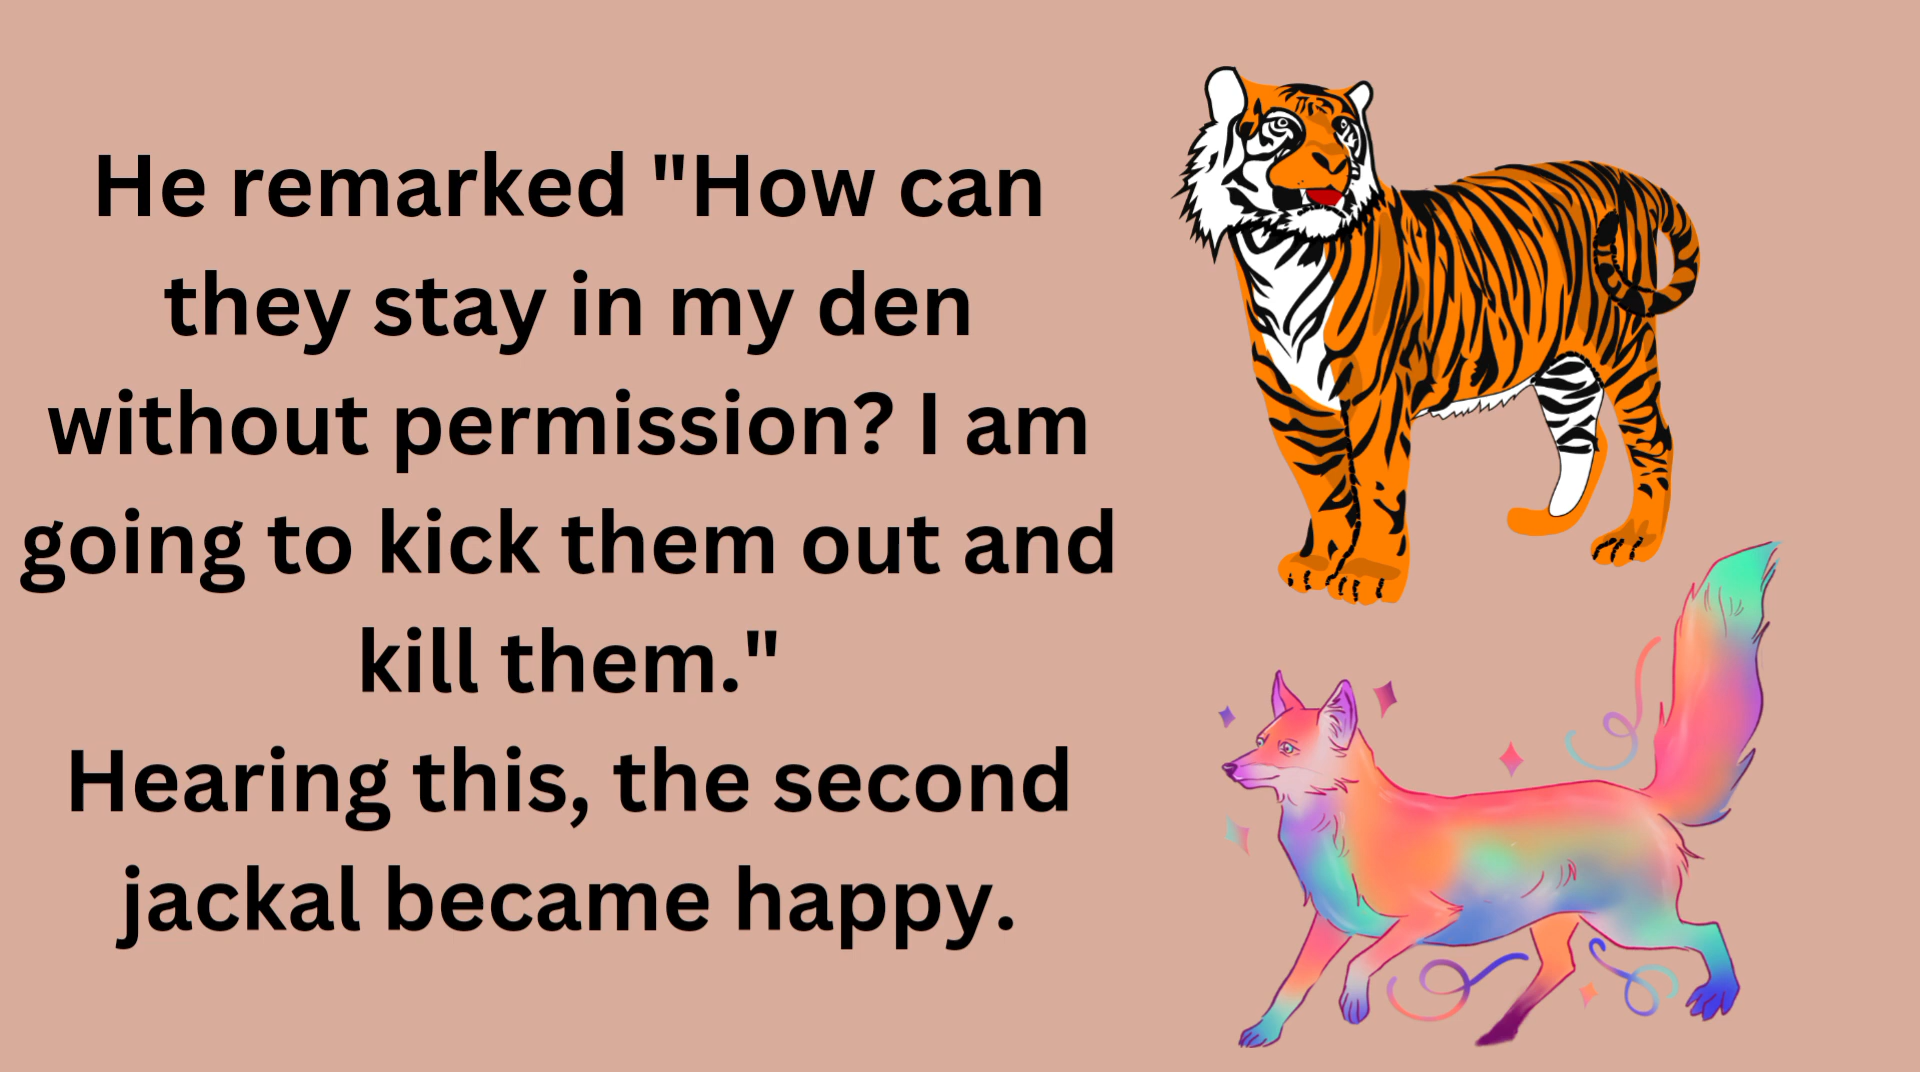 He remarked "How can
they stay in my den
without permission? I am
going to kick them out and
kill them."
Hearing this, the second
jackal became happy.